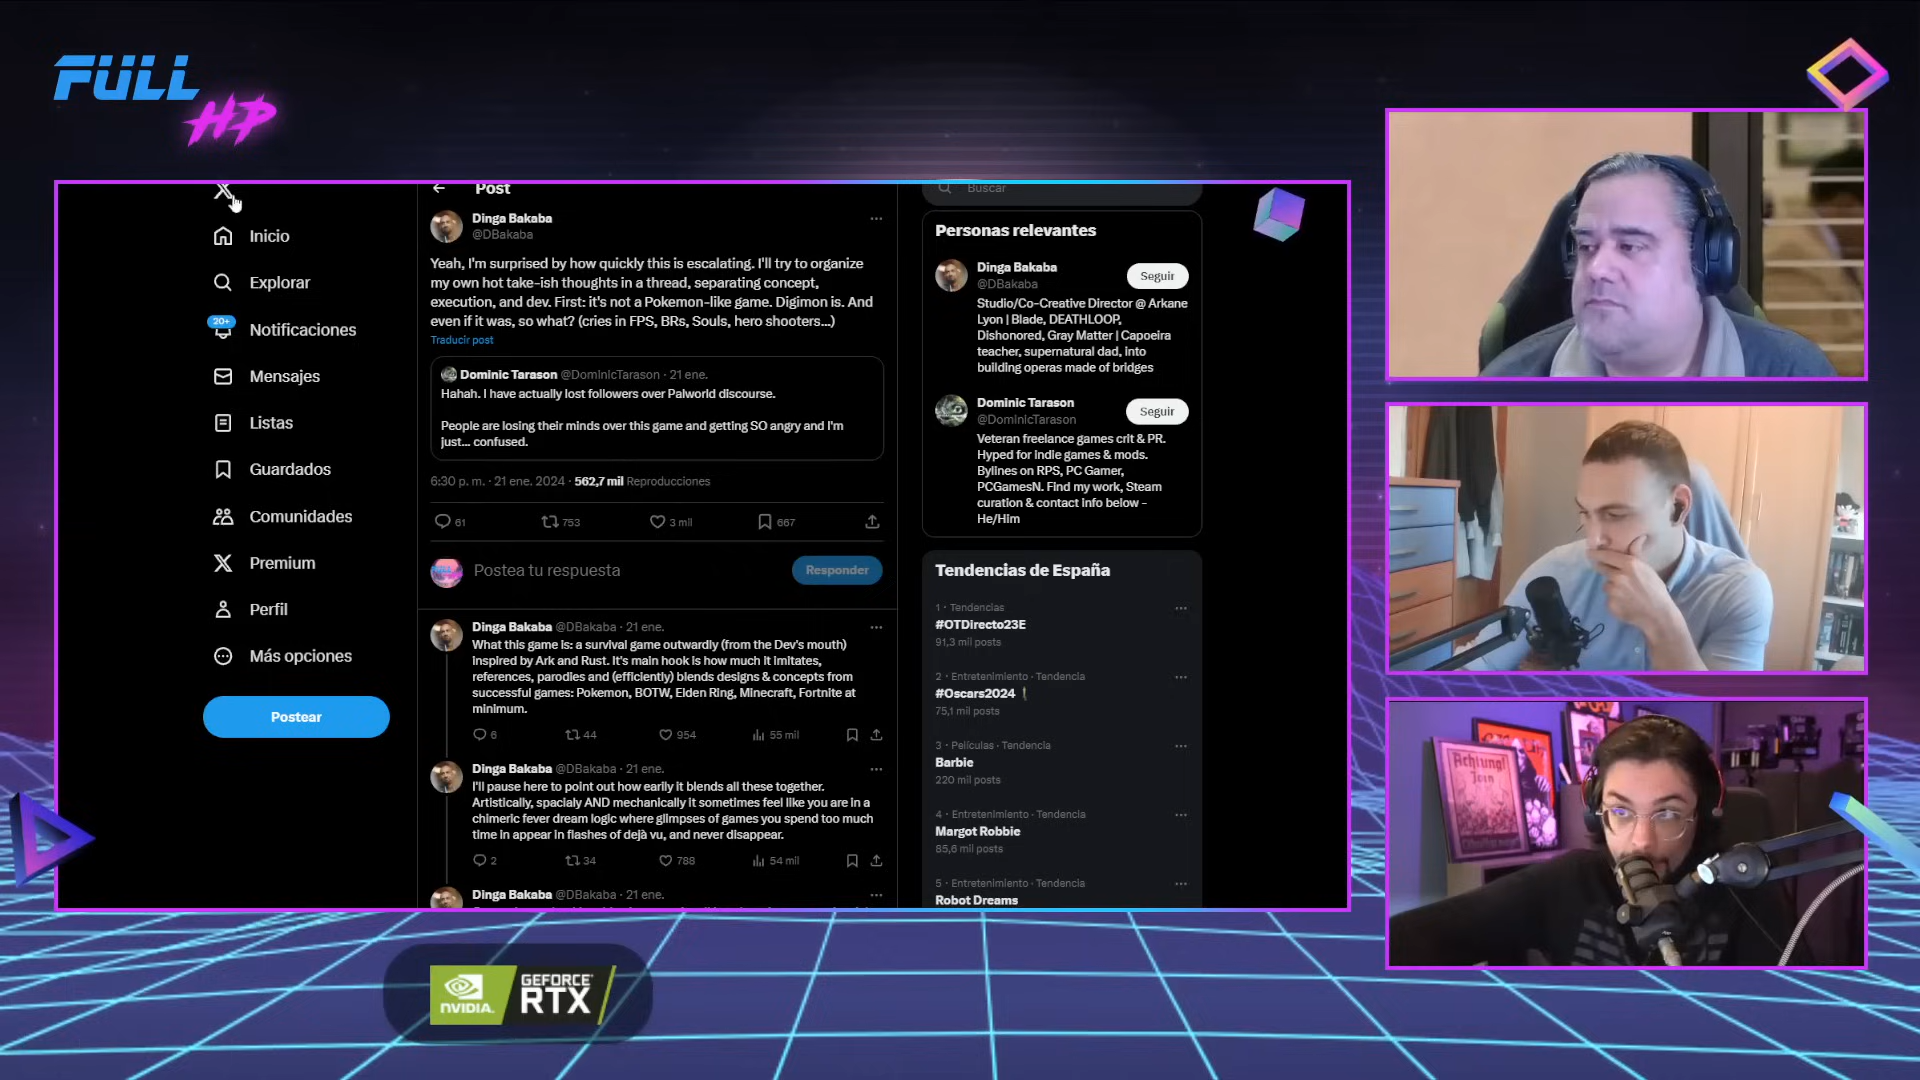 FULL
HP
Inicio
Explorar
20+
Notificaciones
Mensajes
Listas
Guardados
Comunidades
Premium
Perfil
Más opciones
Postear
Post
Dinga Bakaba
@DBakaba
Yeah, I'm surprised by how quickly this is escalating. I'll try to organize
my own hot take-ish thoughts in a thread, separating concept,
execution, and dev. First: it's not a Pokemon-like game. Digimon is. And
even if it was, so what? (cries in FPS, BRs, Souls, hero shooters...)
Traducir post
Dominic Tarason @DominicTarason · 21 ene.
Hahah. I have actually lost followers over Palworld discourse.
People are losing their minds over this game and getting SO angry and I'm
just... confused.
6:30 p. m. · 21 ene. 2024 · 562,7 mil Reproducciones
61 753 3 mil 667
Postea tu respuesta
Responder
Dinga Bakaba @DBakaba · 21 ene.
What this game is: a survival game outwardly (from the Dev's mouth)
inspired by Ark and Rust. It's main hook is how much it imitates,
references, parodies and (efficiently) blends designs & concepts from
successful games: Pokemon, BOTW, Elden Ring, Minecraft, Fortnite at
minimum.
6 44 954 55 mil
Dinga Bakaba @DBakaba · 21 ene.
I'll pause here to point out how earily it blends all these together.
Artistically, spacialy AND mechanically it sometimes feel like you are in a
chimeric fever dream logic where glimpses of games you spend too much
time in appear in flashes of dejà vu, and never disappear.
2 34 788 54 mil
Dinga Bakaba @DBakaba · 21 ene.
Buscar
Personas relevantes
Dinga Bakaba
@DBakaba
Seguir
Studio/Co-Creative Director @ Arkane
Lyon | Blade, DEATHLOOP,
Dishonored, Gray Matter | Capoeira
teacher, supernatural dad, into
building operas made of bridges
Dominic Tarason
@DominicTarason
Seguir
Veteran freelance games crit & PR.
Hyped for indie games & mods.
Bylines on RPS, PC Gamer,
PCGamesN. Find my work, Steam
curation & contact info below -
He/Him
Tendencias de España
1 · Tendencias
#OTDirecto23E
91,3 mil posts
2 · Entretenimiento · Tendencia
#Oscars2024
75,1 mil posts
3 · Películas · Tendencia
Barbie
220 mil posts
4 · Entretenimiento · Tendencia
Margot Robbie
85,6 mil posts
5 · Entretenimiento · Tendencia
Robot Dreams
Achtung!
Join
NVIDIA.
GEFORCE
RTX